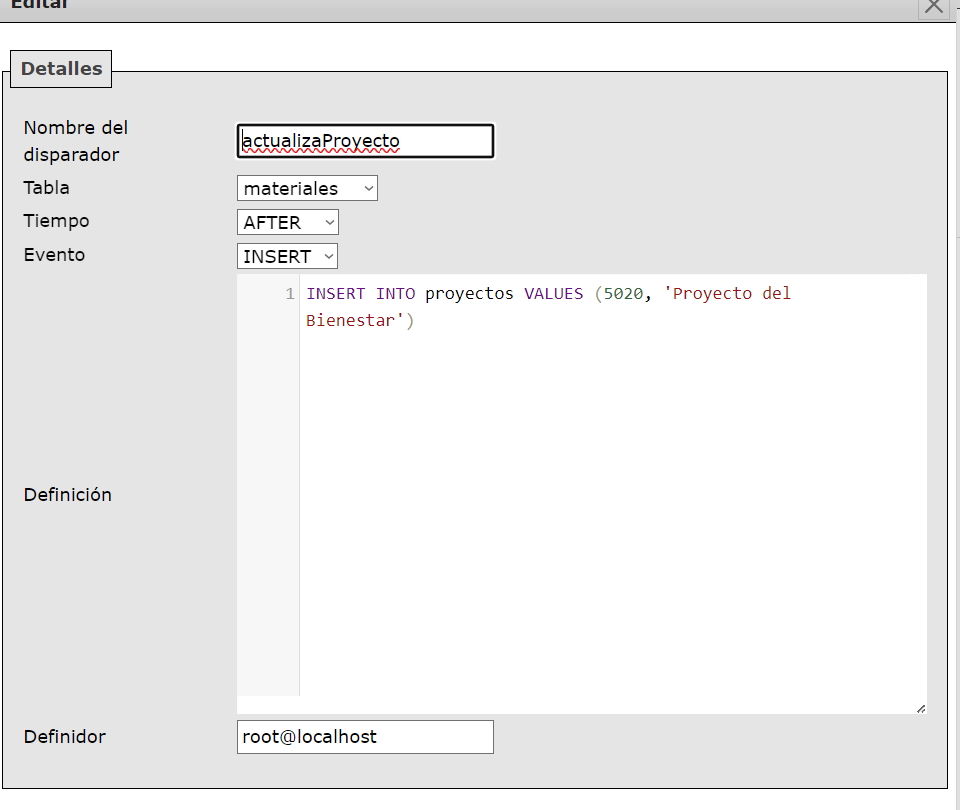 Editar
Detalles
Nombre del
disparador
actualizaProyecto
Tabla
materiales
Tiempo
AFTER
Evento
INSERT
1
INSERT INTO proyectos VALUES (5020, 'Proyecto del
Bienestar')
Definición
Definidor
root@localhost